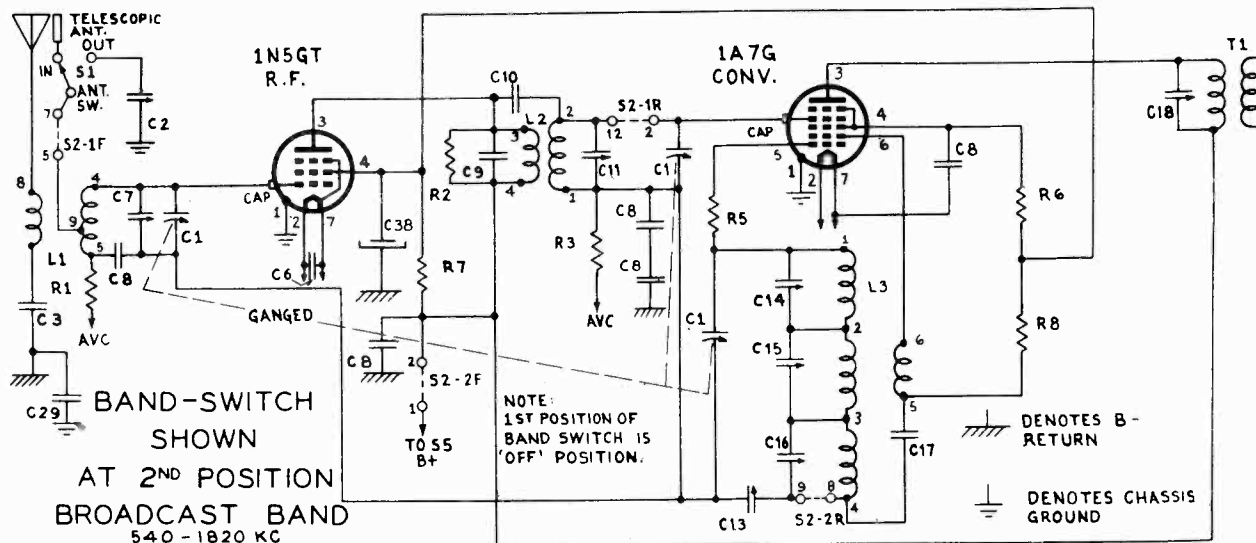 TELESCOPIC
ANT.
OUT
IN
S1
ANT.
SW.
7
S2-1F
5
C2
8
4
C7
9
5
C1
L1
C8
R1
AVC
C3
C29
1N5GT
R.F.
3
CAP
4
1
2
7
C6
C38
GANGED
R7
C8
2
S2-2F
1
TO S5
B+
C10
L2
2
3
R2
C9
4
1
C11
S2-1R
12
2
C1
R3
AVC
C8
C8
1A7G
CONV.
3
CAP
4
6
5
1
2
7
C8
R5
R6
1
C14
L3
2
C15
C1
R8
6
5
3
C16
C17
9
8
4
C13
S2-2R
C18
T1
NOTE:
1ST POSITION OF
BAND SWITCH IS
'OFF' POSITION.
BAND-SWITCH
SHOWN
AT 2ND POSITION
BROADCAST BAND
540-1820 KC
DENOTES B-
RETURN
DENOTES CHASSIS
GROUND